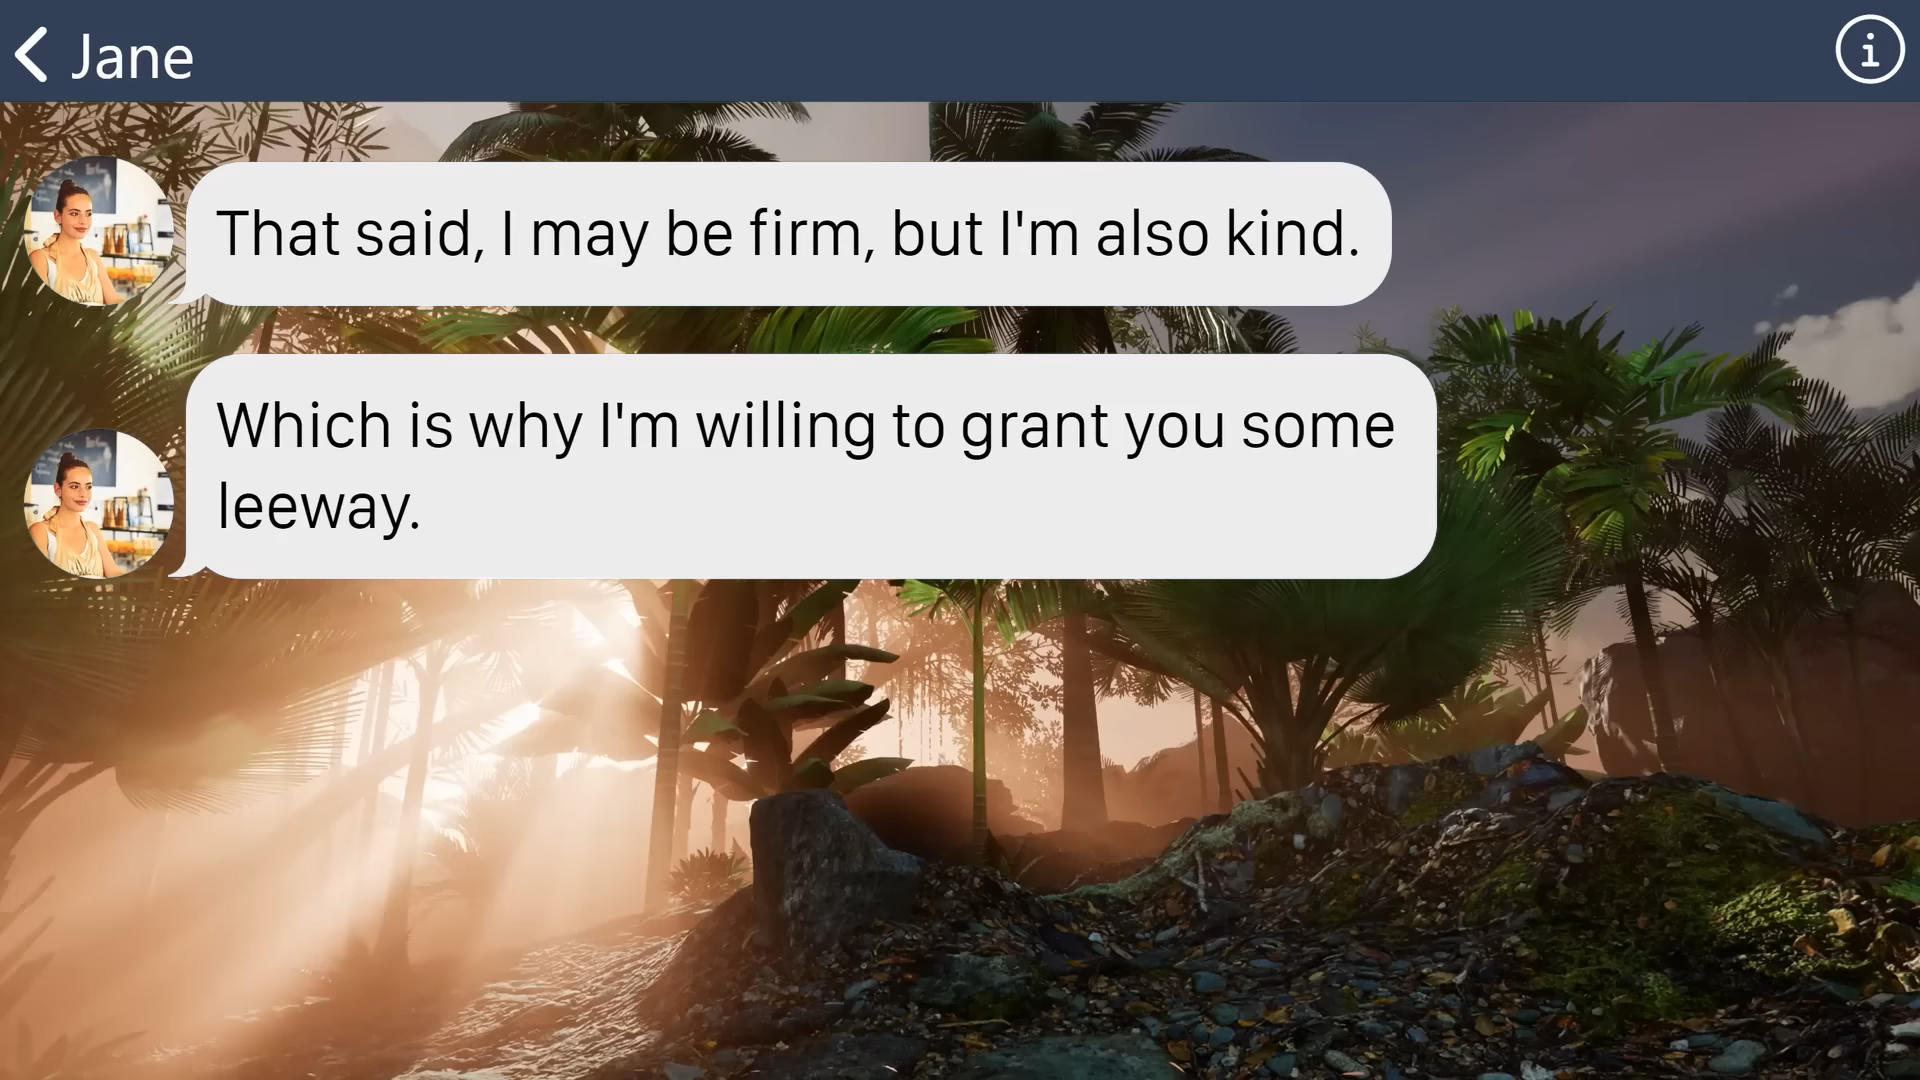 Jane
That said, I may be firm, but I'm also kind.
Which is why I'm willing to grant you some
leeway.